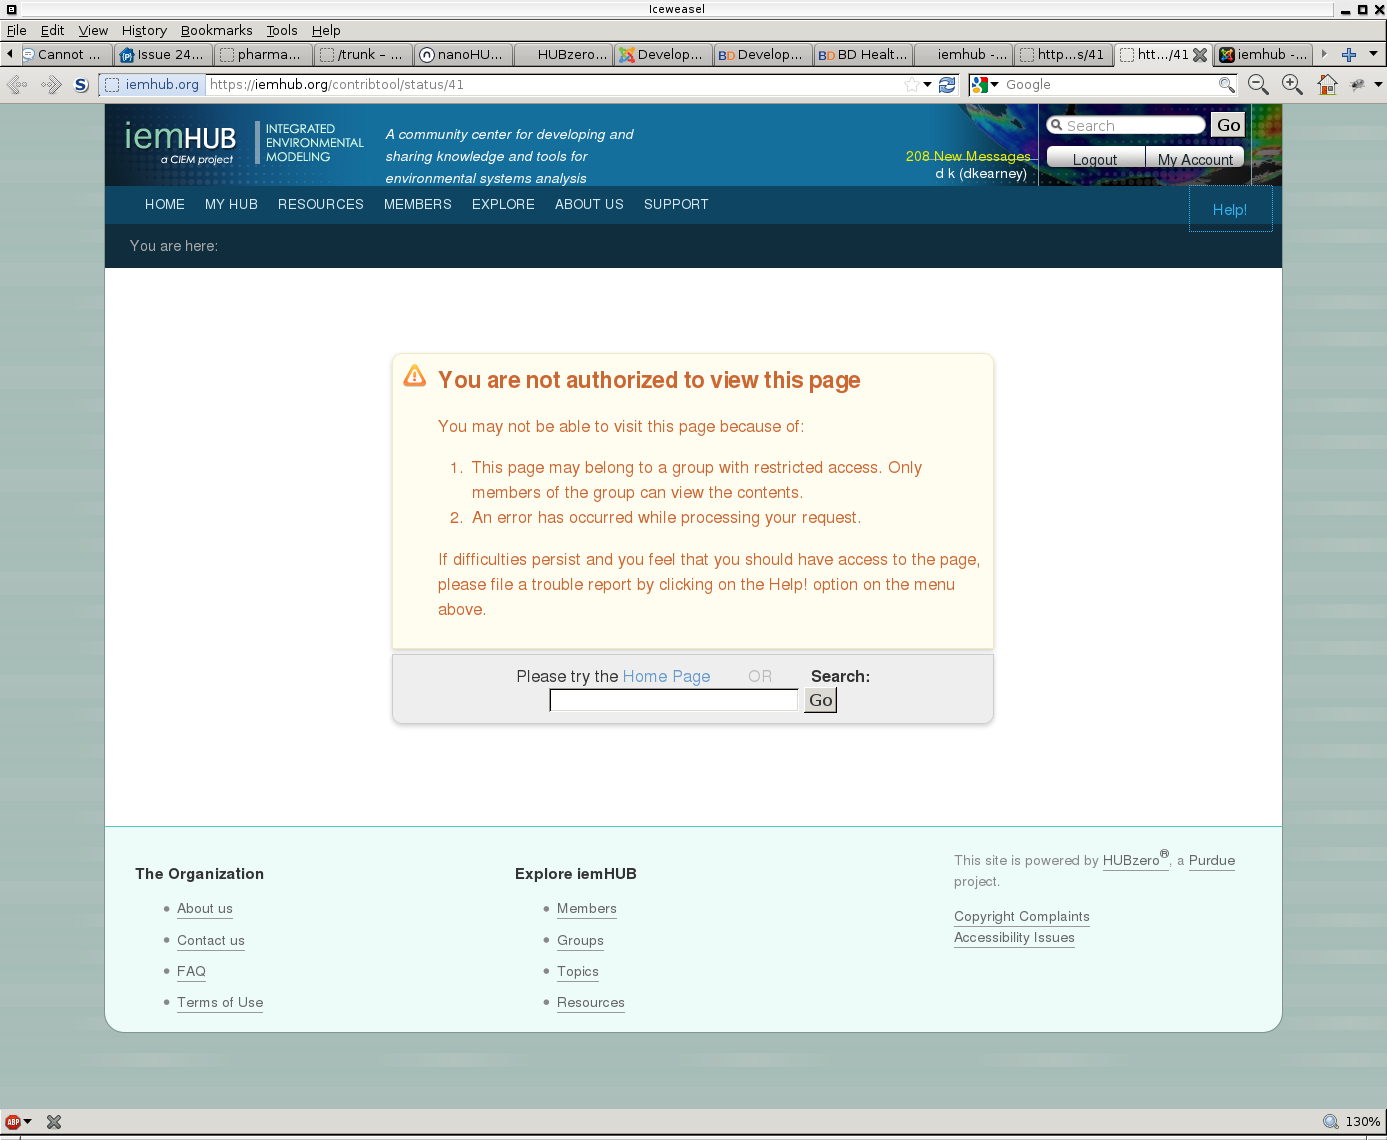 Iceweasel
File Edit View History Bookmarks Tools Help
Cannot ... Issue 24... pharma... /trunk – ... nanoHU... HUBzero... Develop... BD Develop... BD BD Healt... iemhub -... http...s/41 htt.../41 iemhub -...
S iemhub.org https://iemhub.org/contribtool/status/41 Google
iemHUB
a CIEM project
INTEGRATED
ENVIRONMENTAL
MODELING
A community center for developing and
sharing knowledge and tools for
environmental systems analysis
208 New Messages
d k (dkearney)
Search Go
Logout My Account
HOME MY HUB RESOURCES MEMBERS EXPLORE ABOUT US SUPPORT
Help!
You are here:
You are not authorized to view this page
You may not be able to visit this page because of:
1. This page may belong to a group with restricted access. Only
members of the group can view the contents.
2. An error has occurred while processing your request.
If difficulties persist and you feel that you should have access to the page,
please file a trouble report by clicking on the Help! option on the menu
above.
Please try the Home Page OR Search:
Go
The Organization
About us
Contact us
FAQ
Terms of Use
Explore iemHUB
Members
Groups
Topics
Resources
This site is powered by HUBzero®, a Purdue
project.
Copyright Complaints
Accessibility Issues
ABP 130%